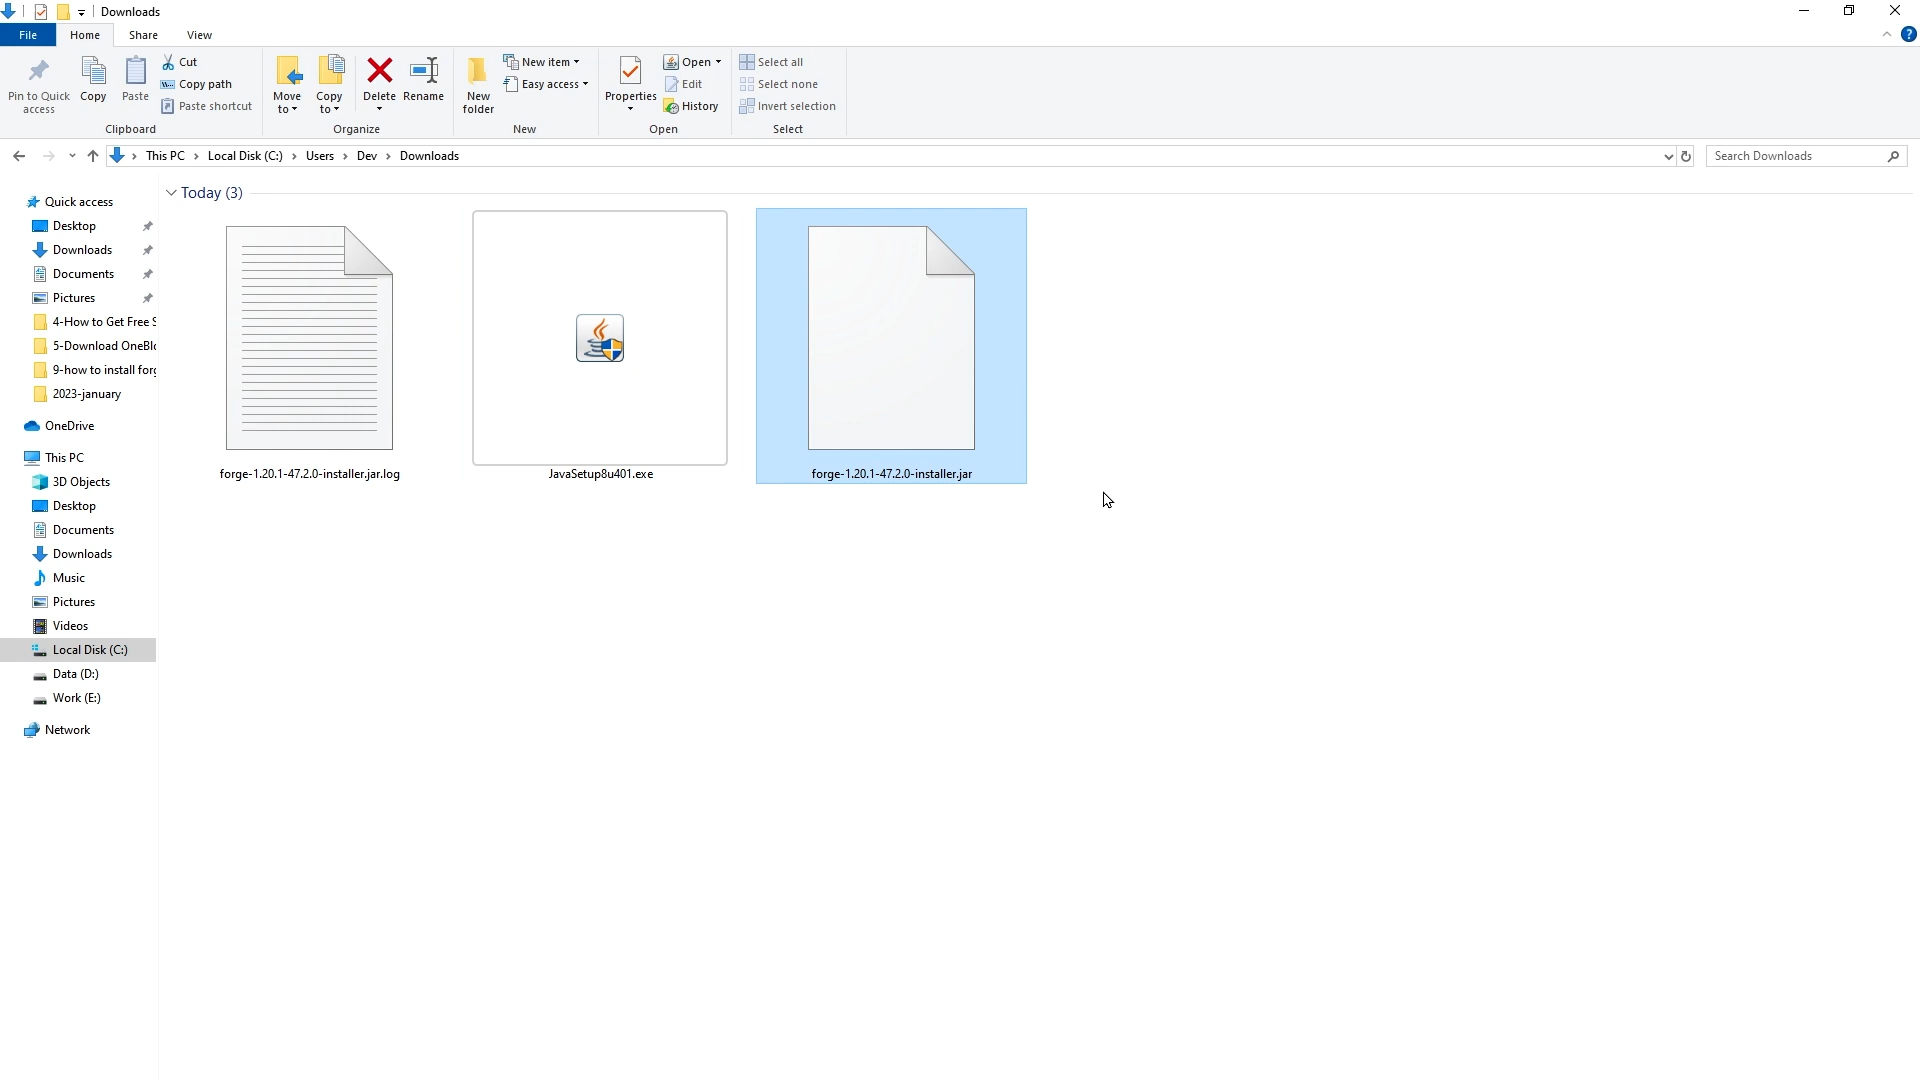 Downloads
File Home Share View
Pin to Quick access
Copy
Paste
Cut
Copy path
Paste shortcut
Clipboard
Move to
Copy to
Delete
Rename
Organize
New folder
New item
Easy access
New
Properties
Open
Edit
History
Open
Select all
Select none
Invert selection
Select
This PC › Local Disk (C:) › Users › Dev › Downloads
Search Downloads
Quick access
Desktop
Downloads
Documents
Pictures
4-How to Get Free S
5-Download OneBlo
9-how to install forg
2023-january
OneDrive
This PC
3D Objects
Desktop
Documents
Downloads
Music
Pictures
Videos
Local Disk (C:)
Data (D:)
Work (E:)
Network
Today (3)
forge-1.20.1-47.2.0-installer.jar.log
JavaSetup8u401.exe
forge-1.20.1-47.2.0-installer.jar